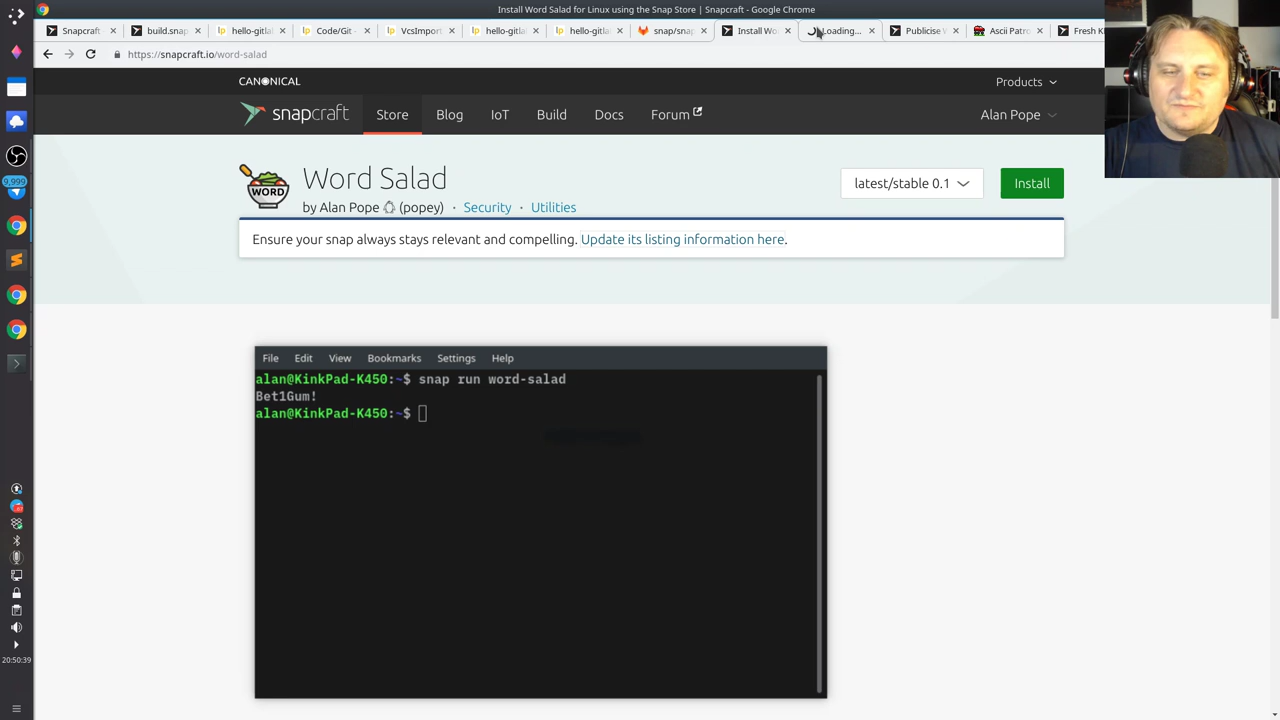 Install Word Salad for Linux using the Snap Store | Snapcraft - Google Chrome
Snapcraft
build.snap
hello-gitla
Code/Git -
VcsImport
hello-gitla
hello-gitla
snap/snap
Install Wo
Loading...
Publicise W
Ascii Patro
Fresh K
https://snapcraft.io/word-salad
CANONICAL
Products
snapcraft
Store
Blog
IoT
Build
Docs
Forum
Alan Pope
WORD
Word Salad
by Alan Pope (popey) · Security · Utilities
latest/stable 0.1
Install
Ensure your snap always stays relevant and compelling. Update its listing information here.
File Edit View Bookmarks Settings Help
alan@KinkPad-K450:~$ snap run word-salad
Bet1Gum!
alan@KinkPad-K450:~$
9,999
20:50:39